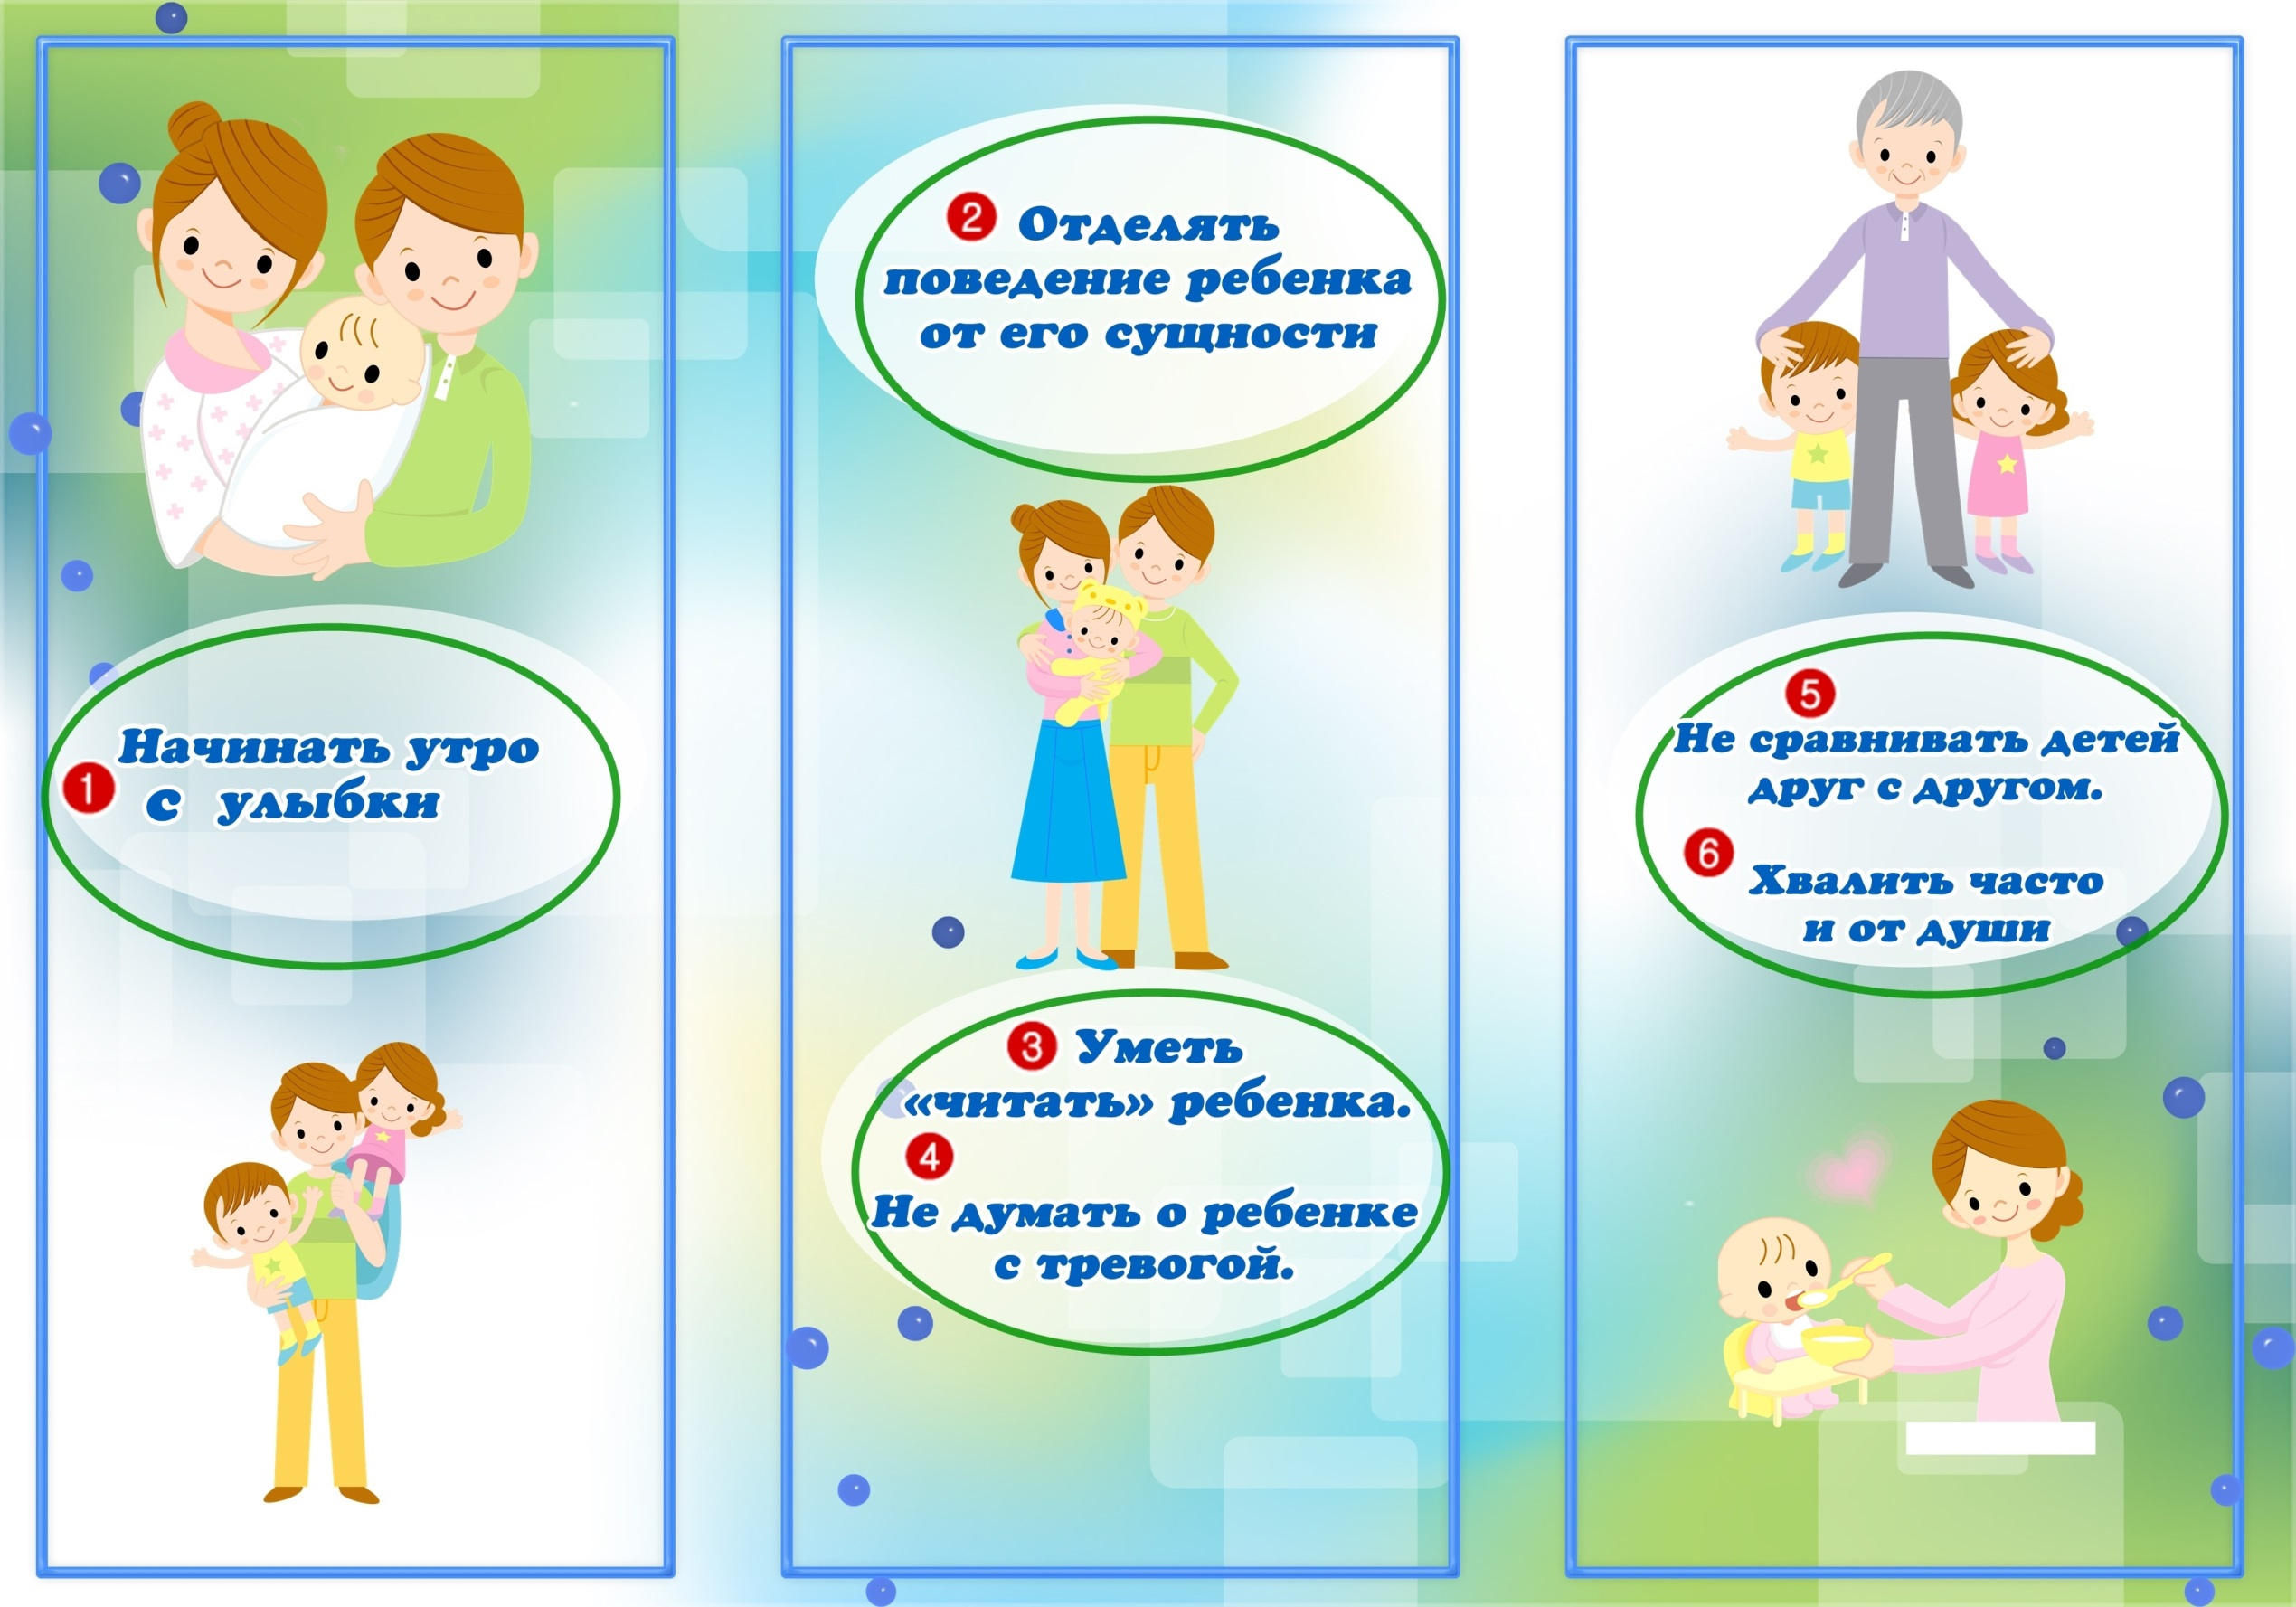 1 Начинать утро
с улыбки
2 Отделять
поведение ребенка
от его сущности
3 Уметь
«читать» ребенка.
4
Не думать о ребенке
с тревогой.
5
Не сравнивать детей
друг с другом.
6
Хвалить часто
и от души